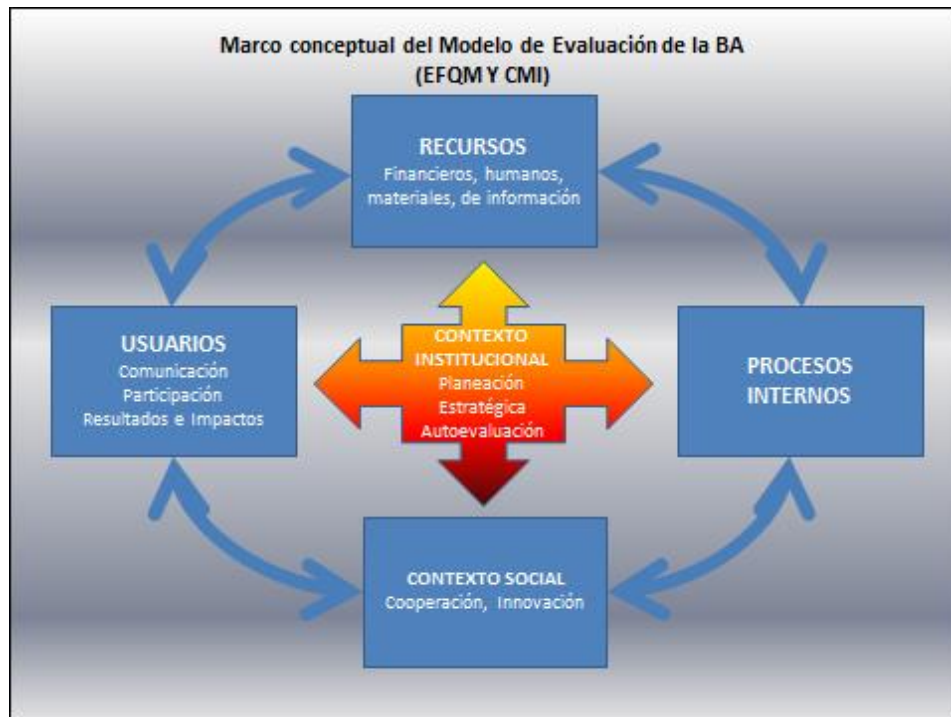 Marco conceptual del Modelo de Evaluación de la BA
(EFQM Y CMI)
RECURSOS
Financieros, humanos,
materiales, de información
USUARIOS
Comunicación
Participación
Resultados e Impactos
CONTEXTO
INSTITUCIONAL
Planeación
Estratégica
Autoevaluación
PROCESOS
INTERNOS
CONTEXTO SOCIAL
Cooperación, Innovación